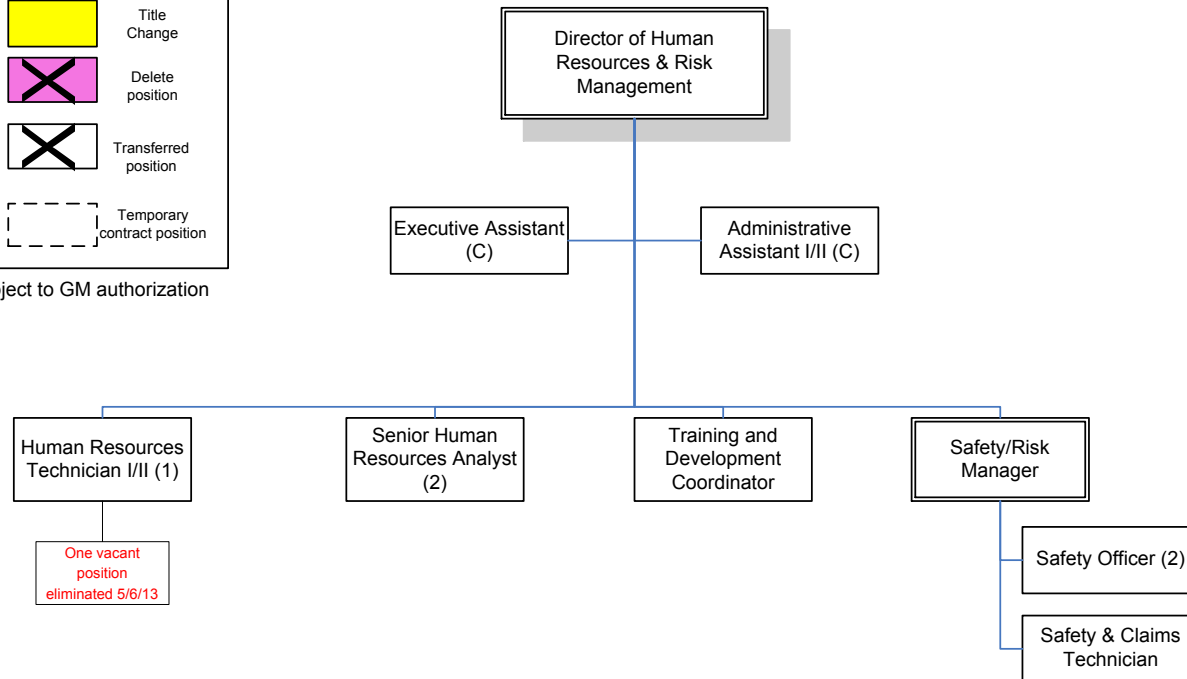 Title
Change
Delete
position
Transferred
position
Temporary
contract position
to GM authorization
Director of Human
Resources & Risk
Management
Executive Assistant
(C)
Administrative
Assistant I/II (C)
Human Resources
Technician I/II (1)
Senior Human
Resources Analyst
(2)
Training and
Development
Coordinator
Safety/Risk
Manager
One vacant
position
eliminated 5/6/13
Safety Officer (2)
Safety & Claims
Technician